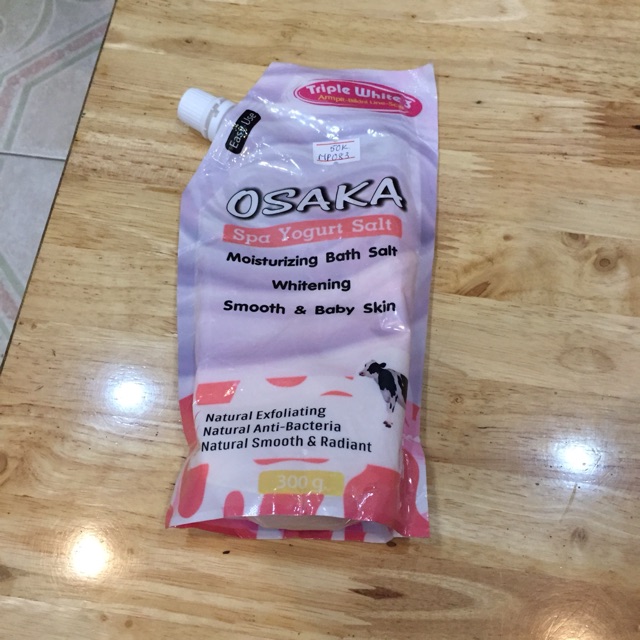 Triple White 3
Easy Use
50K
MP083
OSAKA
Spa Yogurt Salt
Moisturizing Bath Salt
Whitening
Smooth & Baby Skin
Natural Exfoliating
Natural Anti-Bacteria
Natural Smooth & Radiant
300 g.